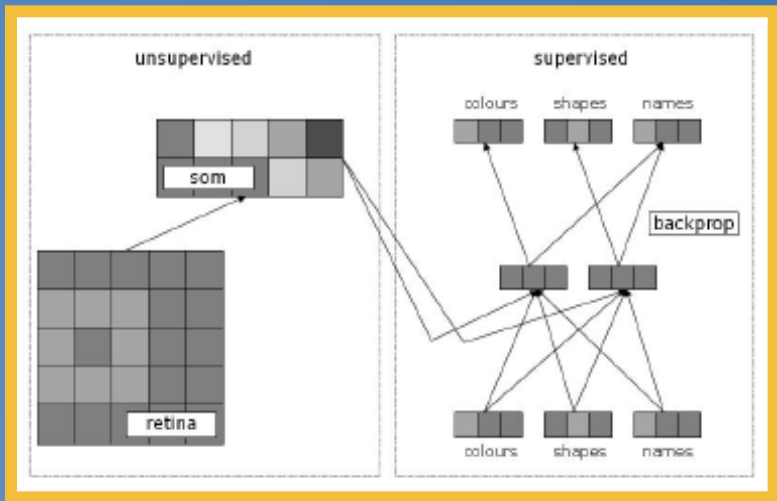 unsupervised
som
retina
supervised
colours shapes names
backprop
colours shapes names